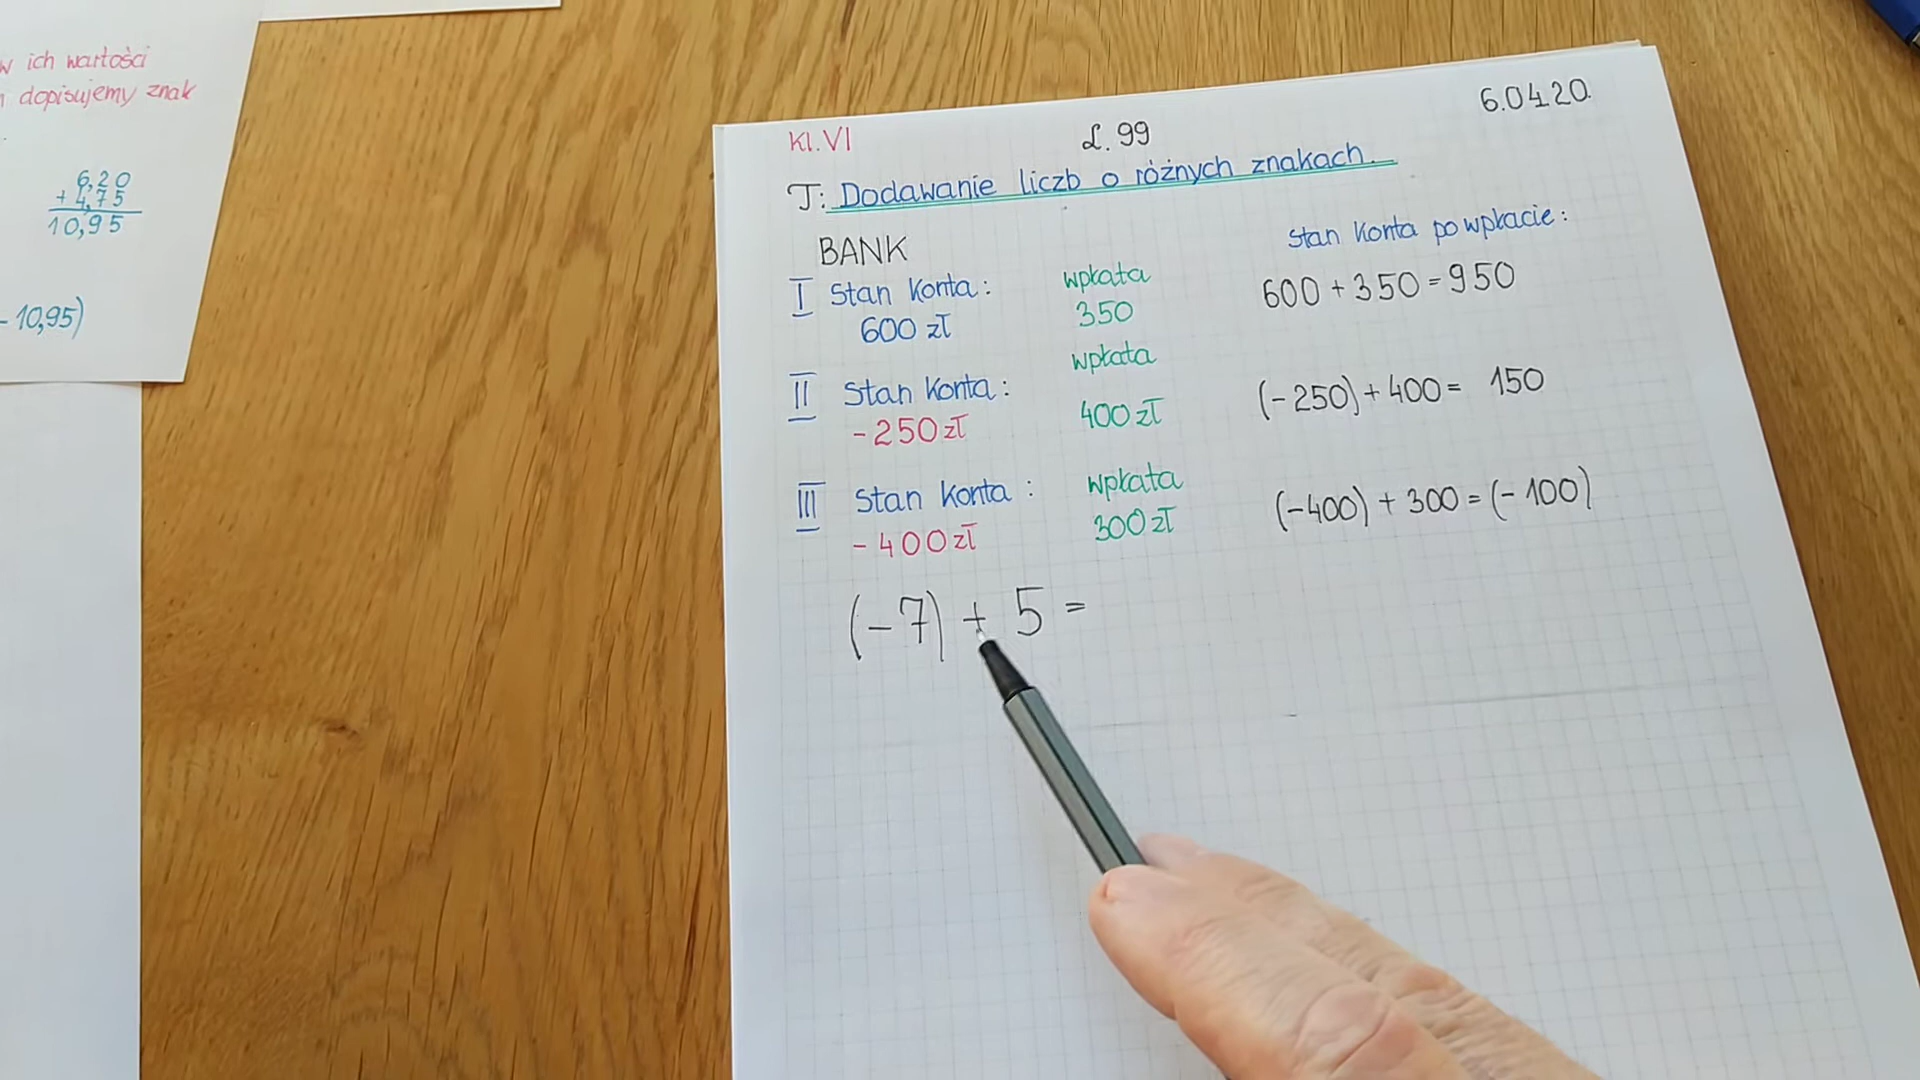 w ich wartości
dopisujemy znak
6,20
+ 4,75
10,95
- 10,95)
Kl.VI
L.99
6.04.20.
T: Dodawanie liczb o różnych znakach.
BANK
Stan konta po wpłacie:
I Stan konta: wpłata
600 zł 350 600 + 350 = 950
II Stan konta: wpłata
-250 zł 400 zł (-250) + 400 = 150
III Stan konta: wpłata
-400 zł 300 zł (-400) + 300 = (-100)
(-7) + 5 =